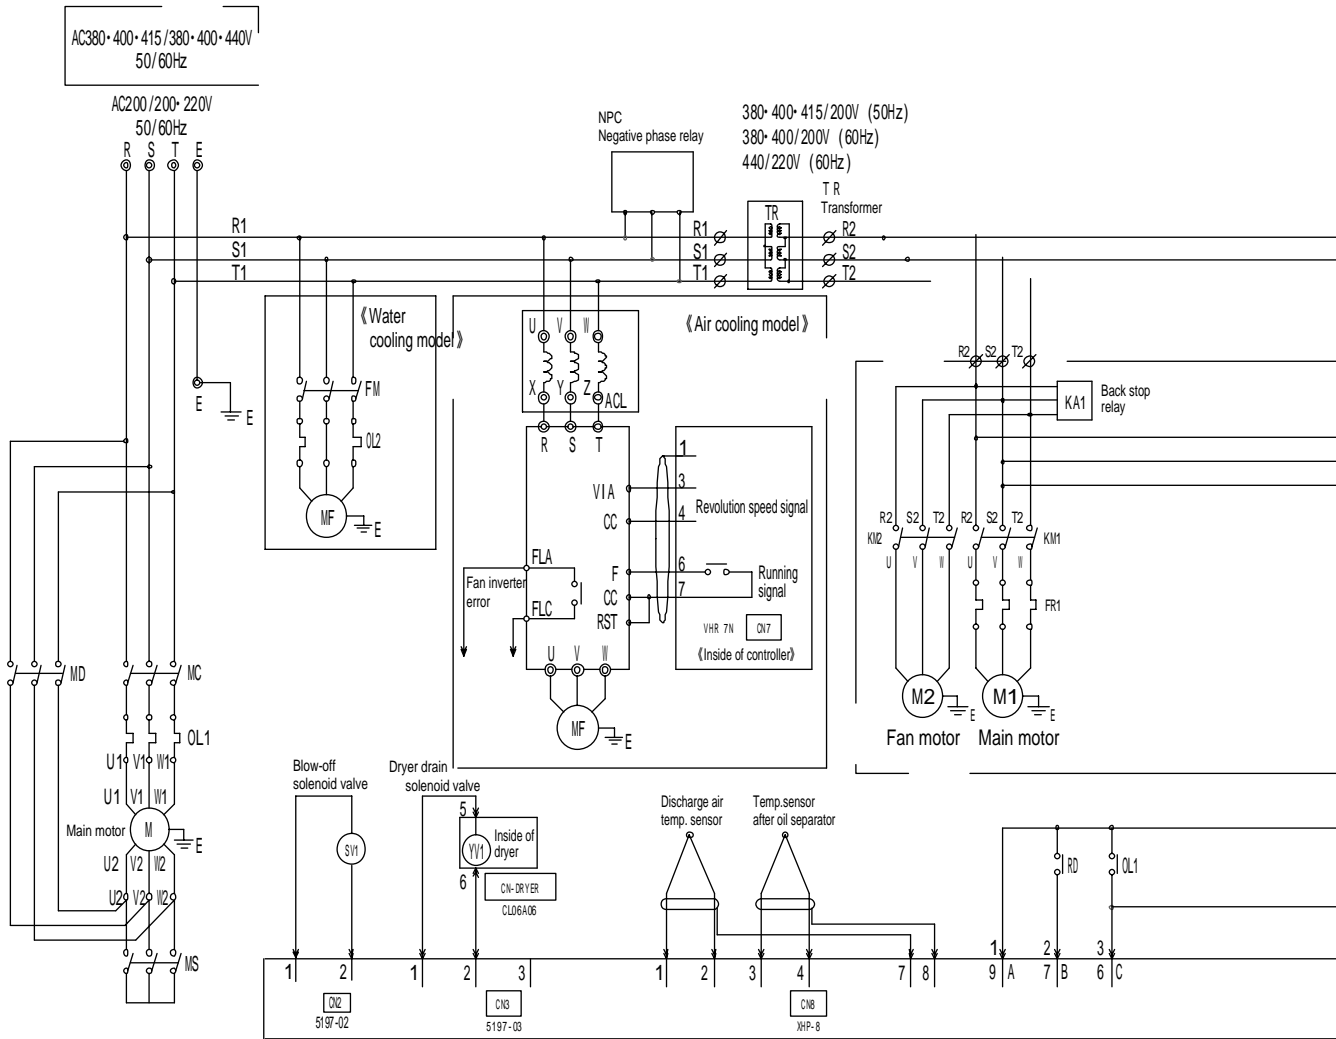 AC380・400・415/380・400・440V
50/60Hz
AC200/200・220V
50/60Hz
R S T E
NPC
Negative phase relay
380・400・415/200V (50Hz)
380・400/200V (60Hz)
440/220V (60Hz)
T R
Transformer
TR
R1 R1 R2
S1 S1 S2
T1 T1 T2
《Water
cooling model》
《Air cooling model》
U V W
X Y Z
ACL
R S T
FM
OL2
MF
E
E
E
R2 S2 T2
KA1
Back stop
relay
VIA
CC
F
CC
RST
1
3
4
6
7
Revolution speed signal
Running
signal
VHR 7N
CN7
《Inside of controller》
FLA
Fan inverter
error
FLC
U V W
MF
E
R2 S2 T2 R2 S2 T2
KM2
KM1
U V W U V W
FR1
M2
E
M1
E
Fan motor
Main motor
MD
MC
OL1
U1 V1 W1
U1 V1 W1
Main motor
M
E
U2 V2 W2
U2 V2 W2
MS
Blow-off
solenoid valve
SV1
Dryer drain
solenoid valve
5
YV1
Inside of
dryer
6
CN-DRYER
CL06A06
Discharge air
temp. sensor
Temp.sensor
after oil separator
RD
OL1
1 2 3
1 2 1 2 3 1 2 3 4 7 8 9 A 7 B 6 C
CN2
5197-02
CN3
5197-03
CN8
XHP-8